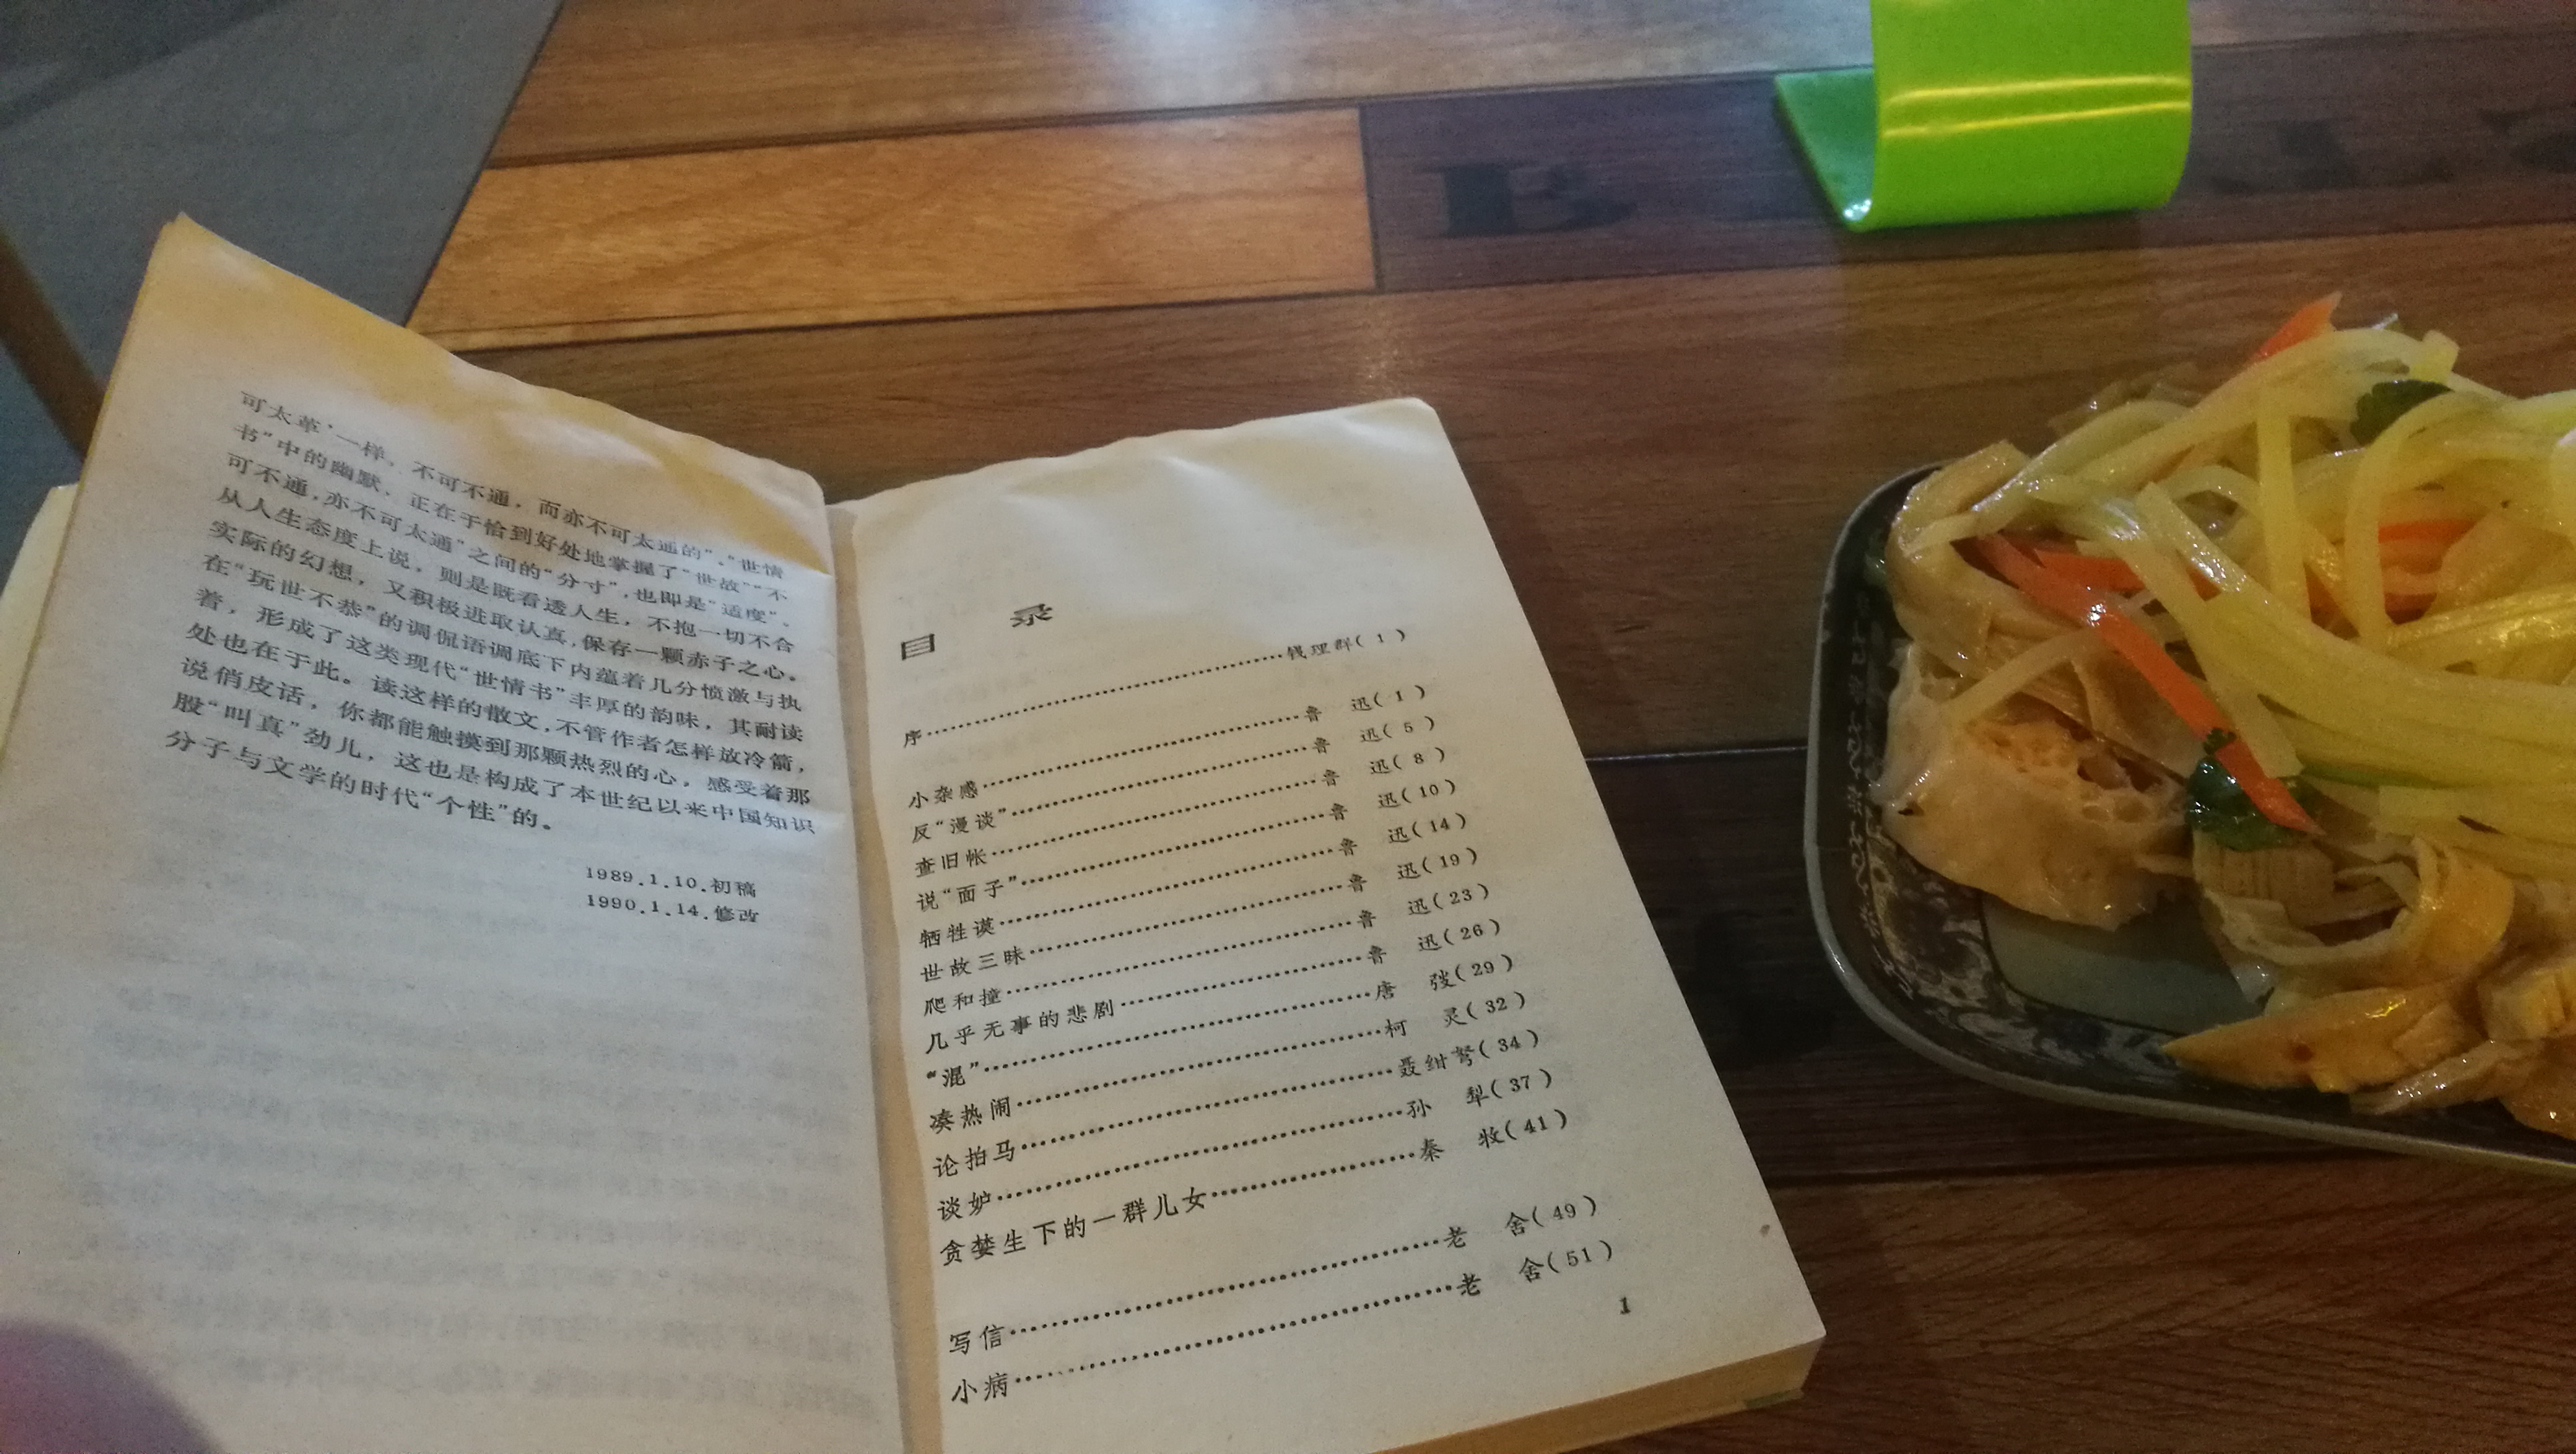 可太革’一样。不可不通，而亦不可太通的”。“世情
书”中的幽默，正在于恰到好处地掌握了“世故”“不
可不通，亦不可太通”之间的“分寸”，也即是“适度”。
从人生态度上说，则是既看透人生，不抱一切不合
实际的幻想，又积极进取认真，保存一颗赤子之心。
在“玩世不恭”的调侃语调底下内蕴着几分愤激与执
着，形成了这类现代“世情书”丰厚的韵味，其耐读
处也在于此。读这样的散文，不管作者怎样放冷箭，
说俏皮话，你都能触摸到那颗热烈的心，感受着那
股“叫真”劲儿，这也是构成了本世纪以来中国知识
分子与文学的时代“个性”的。
1989.1.10.初稿
1990.1.14.修改
目 录
序……钱理群（1）
小杂感……鲁 迅（1）
反“漫谈”……鲁 迅（5）
查旧帐……鲁 迅（8）
说“面子”……鲁 迅（10）
牺牲谟……鲁 迅（14）
世故三昧……鲁 迅（19）
爬和撞……鲁 迅（23）
几乎无事的悲剧……鲁 迅（26）
“混”……唐 弢（29）
凑热闹……柯 灵（32）
论拍马……聂绀弩（34）
谈妒……孙 犁（37）
贪婪生下的一群儿女……秦 牧（41）
写信……老 舍（49）
小病……老 舍（51）
1